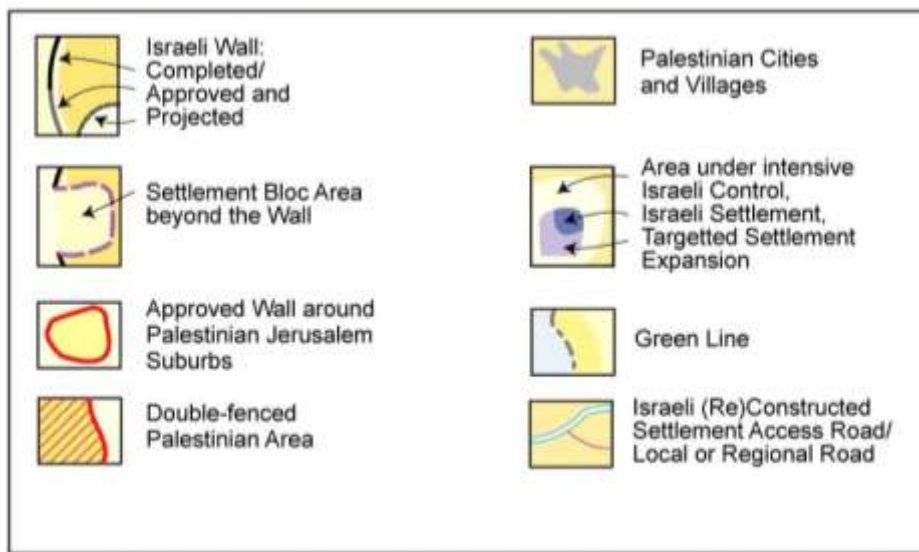 Israeli Wall:
Completed/
Approved and
Projected
Settlement Bloc Area
beyond the Wall
Approved Wall around
Palestinian Jerusalem
Suburbs
Double-fenced
Palestinian Area
Palestinian Cities
and Villages
Area under intensive
Israeli Control,
Israeli Settlement,
Targetted Settlement
Expansion
Green Line
Israeli (Re)Constructed
Settlement Access Road/
Local or Regional Road